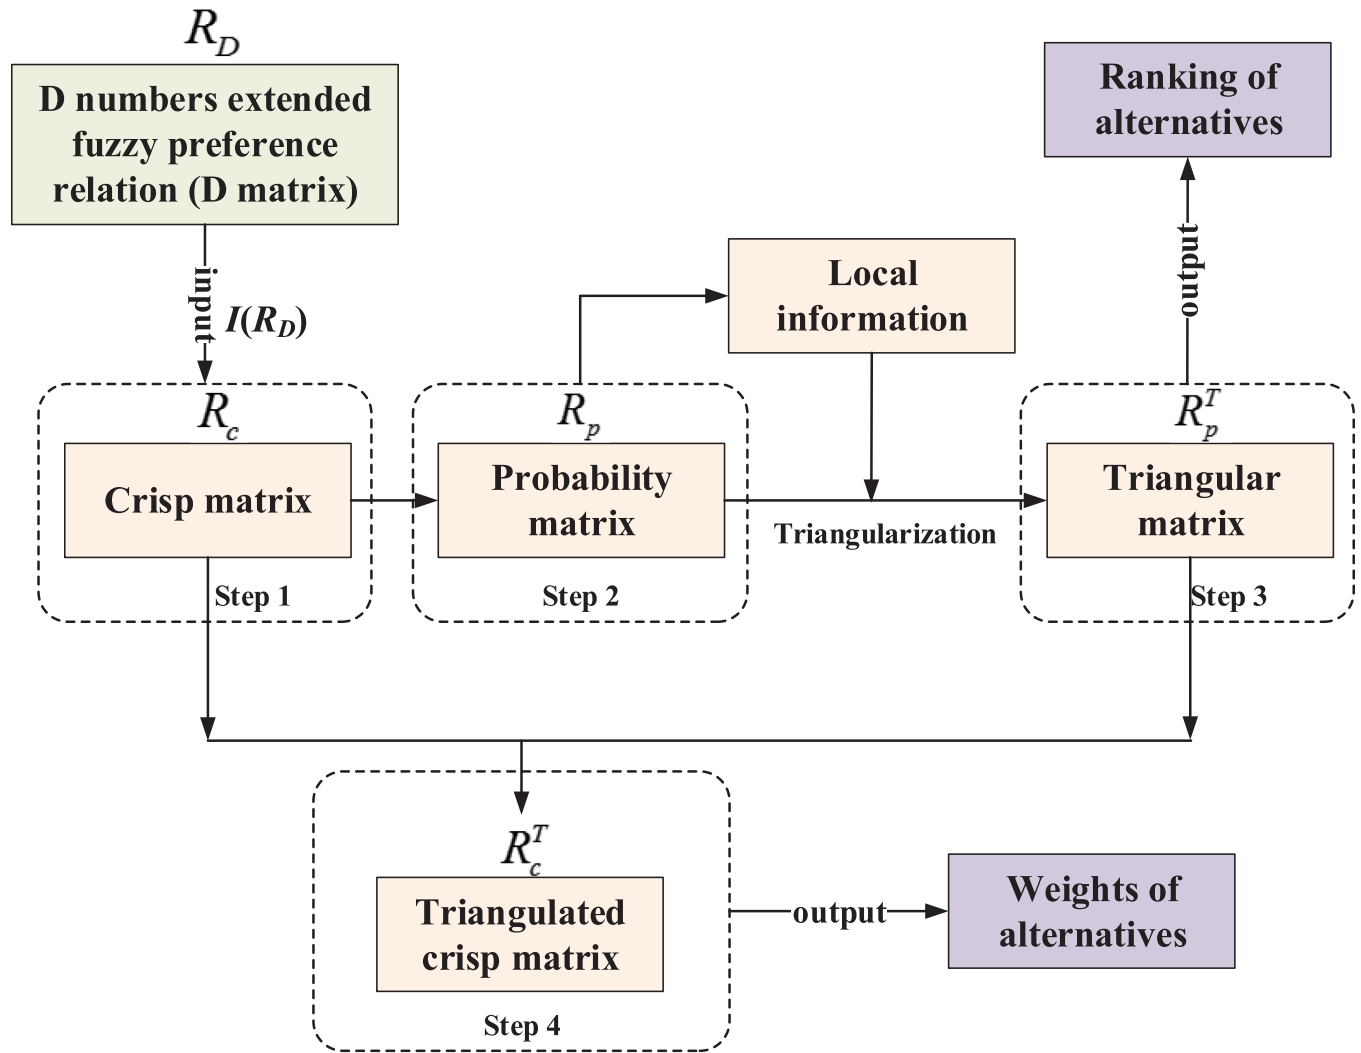 R_D
D numbers extended
fuzzy preference
relation (D matrix)
input
I(R_D)
Ranking of
alternatives
output
Local
information
R_c
Crisp matrix
Step 1
R_p
Probability
matrix
Step 2
Triangularization
R_p^T
Triangular
matrix
Step 3
R_c^T
Triangulated
crisp matrix
Step 4
output
Weights of
alternatives